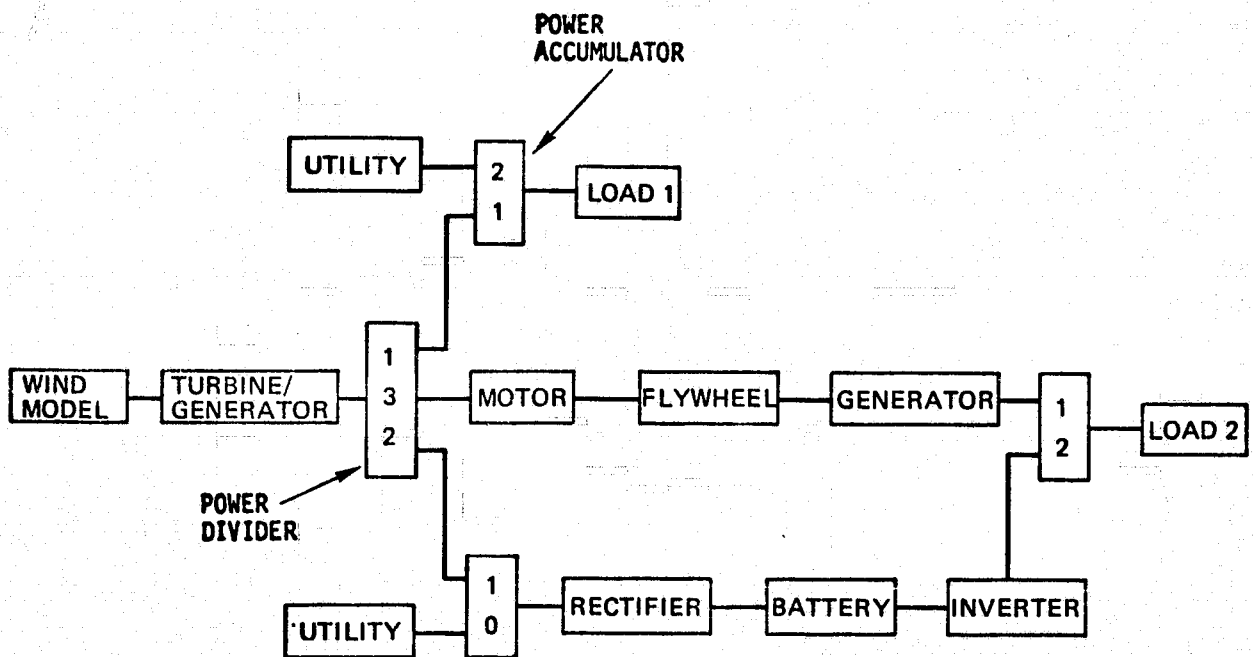 POWER
ACCUMULATOR
UTILITY
2
1
LOAD 1
WIND
MODEL
TURBINE/
GENERATOR
1
3
2
MOTOR
FLYWHEEL
GENERATOR
1
2
LOAD 2
POWER
DIVIDER
UTILITY
1
0
RECTIFIER
BATTERY
INVERTER